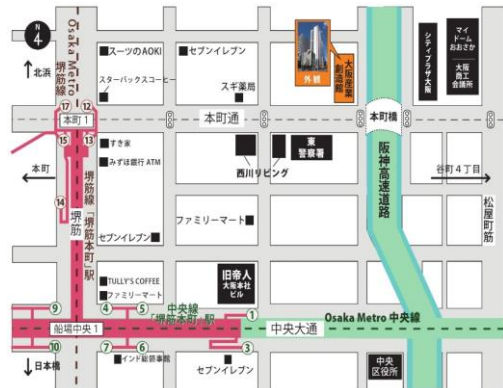 N
4
北浜
Osaka Metro
堺筋線
スーツのAOKI
セブンイレブン
スターバックスコーヒー
スギ薬局
外観
大阪産業
創造館
シティプラザ大阪
マイ
ドーム
おおさか
大阪
商工
会議所
⑰
⑫
本町1
本町通
本町橋
⑮
⑬
すき家
みずほ銀行 ATM
西川リビング
東
警察署
本町
谷町4丁目
⑭
堺筋
堺筋線「堺筋本町」駅
阪神高速道路
松屋町筋
ファミリーマート
セブンイレブン
TULLY'S COFFEE
ファミリーマート
旧帝人
大阪本社
ビル
中央線
「堺筋本町」駅
Osaka Metro 中央線
⑨
④
⑤
①
船場中央1
中央大通
⑩
⑦
⑥
③
日本橋
インド総領事館
セブンイレブン
中央
区役所